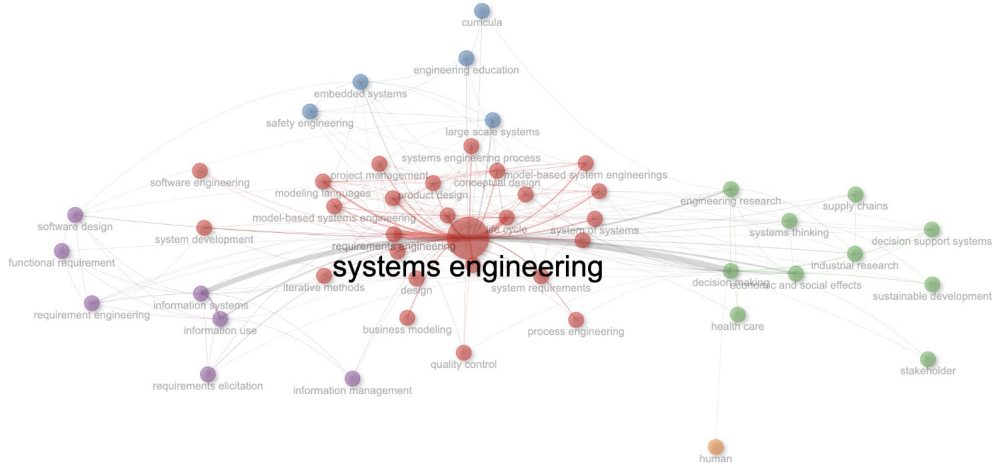 curricula
engineering education
embedded systems
safety engineering
large scale systems
systems engineering process
project management
conceptual design
model-based system engineerings
software engineering
modeling languages
product design
engineering research
supply chains
model-based systems engineering
software design
life cycle
system of systems
systems thinking
system development
decision support systems
requirements engineering
functional requirement
systems engineering
industrial research
iterative methods
design
system requirements
decision making
economic and social effects
sustainable development
information systems
requirement engineering
information use
business modeling
process engineering
health care
quality control
stakeholder
requirements elicitation
information management
human